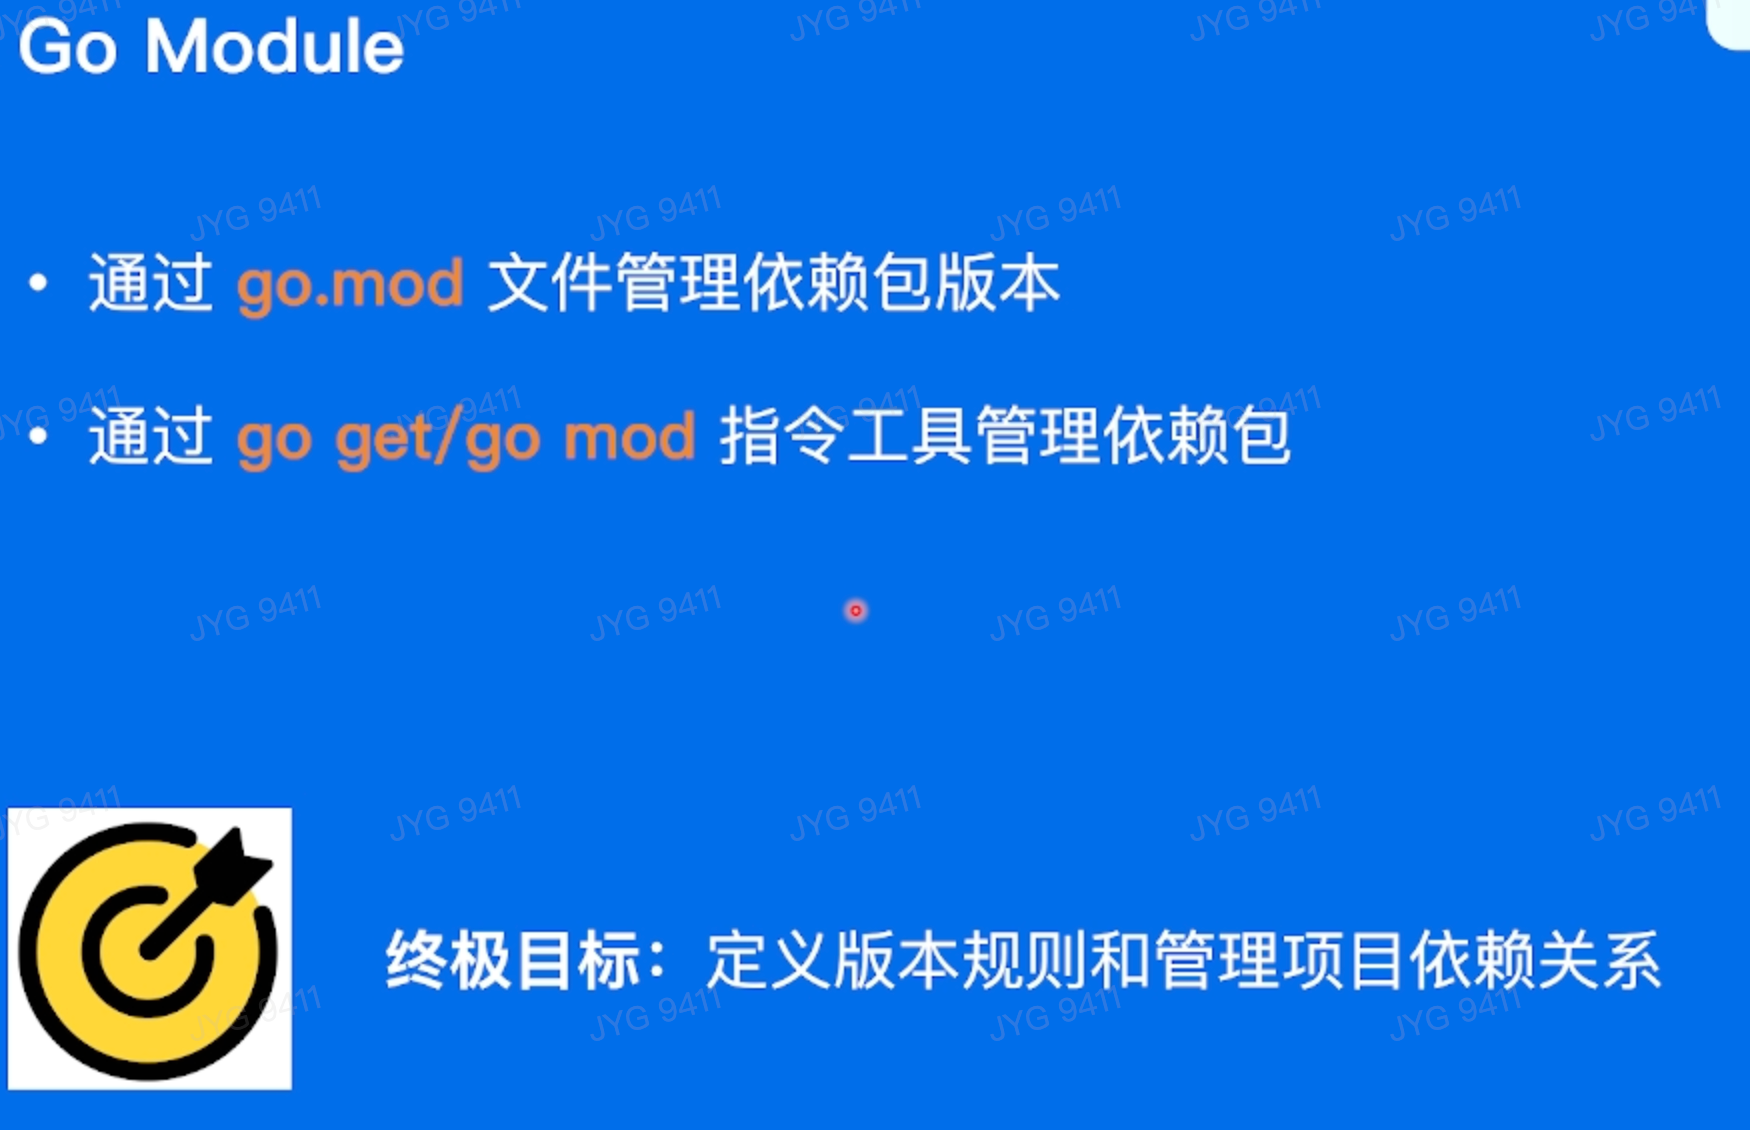 Go Module
• 通过 go.mod 文件管理依赖包版本
• 通过 go get/go mod 指令工具管理依赖包
终极目标：定义版本规则和管理项目依赖关系
JYG 9411